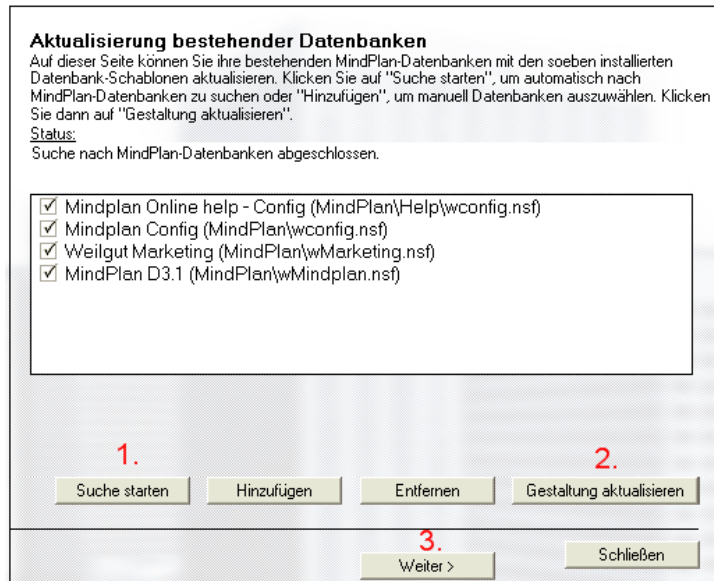 Aktualisierung bestehender Datenbanken
Auf dieser Seite können Sie ihre bestehenden MindPlan-Datenbanken mit den soeben installierten
Datenbank-Schablonen aktualisieren. Klicken Sie auf "Suche starten", um automatisch nach
MindPlan-Datenbanken zu suchen oder "Hinzufügen", um manuell Datenbanken auszuwählen. Klicken
Sie dann auf "Gestaltung aktualisieren".
Status:
Suche nach MindPlan-Datenbanken abgeschlossen.
Mindplan Online help - Config (MindPlan\Help\wconfig.nsf)
Mindplan Config (MindPlan\wconfig.nsf)
Weilgut Marketing (MindPlan\wMarketing.nsf)
MindPlan D3.1 (MindPlan\wMindplan.nsf)
1.
2.
Suche starten
Hinzufügen
Entfernen
Gestaltung aktualisieren
3.
Weiter >
Schließen